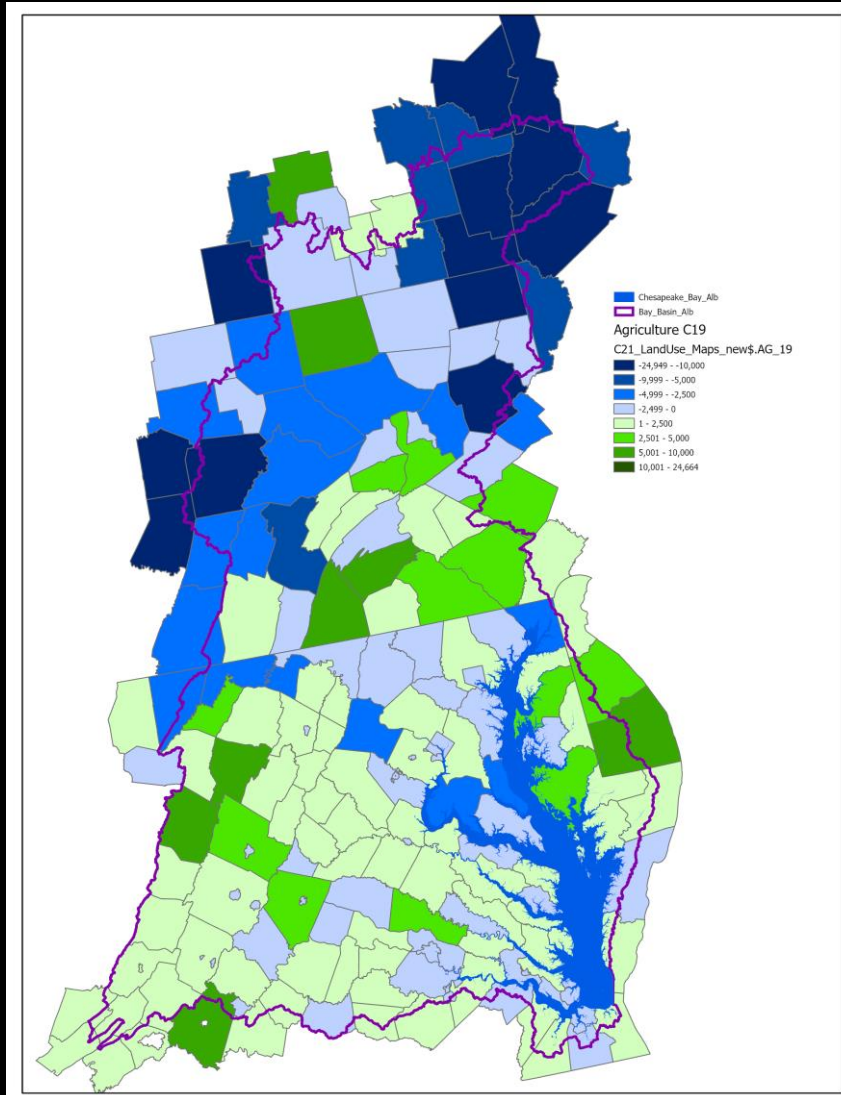 Chesapeake_Bay_Alb
Bay_Basin_Alb
Agriculture C19
C21_LandUse_Maps_new$.AG_19
-24,949 - -10,000
-9,999 - -5,000
-4,999 - -2,500
-2,499 - 0
1 - 2,500
2,501 - 5,000
5,001 - 10,000
10,001 - 24,664